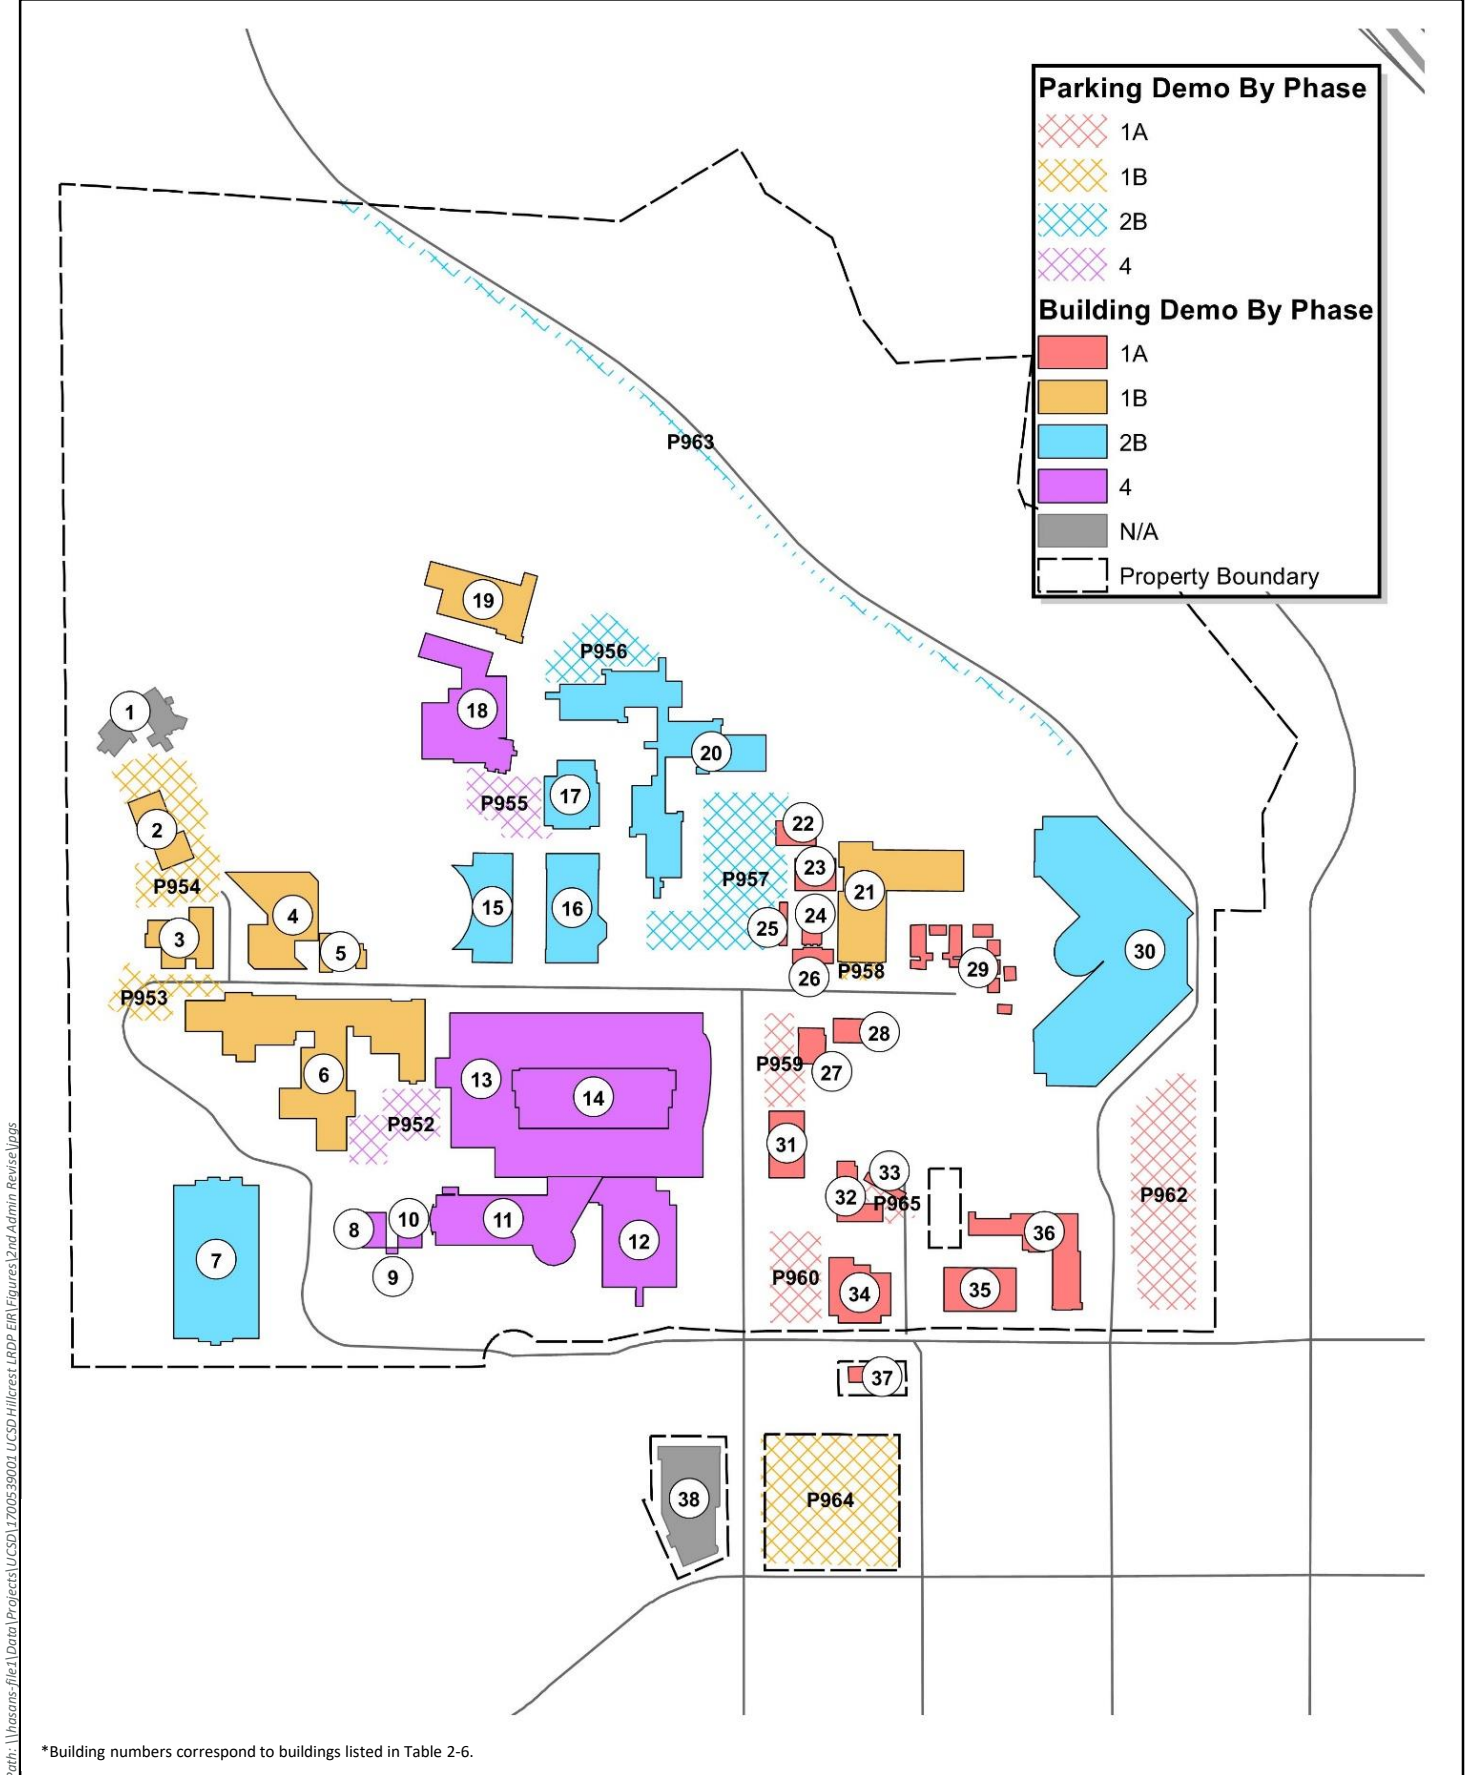 Parking Demo By Phase
1A
1B
2B
4
Building Demo By Phase
1A
1B
2B
4
N/A
Property Boundary
P963
19
P956
1
18
20
17
P955
22
2
23
P957
P954
21
15
16
4
24
25
3
5
30
P958
29
26
P953
28
P959
27
6
13
14
P952
31
33
32
P962
P965
10
11
8
36
12
7
9
P960
35
34
37
38
P964
Path: \\hasans-file1\Data\Projects\UCSD\1700539001 UCSD Hillcrest LRDP EIR\Figures\2nd Admin Revise\jpgs
*Building numbers correspond to buildings listed in Table 2-6.